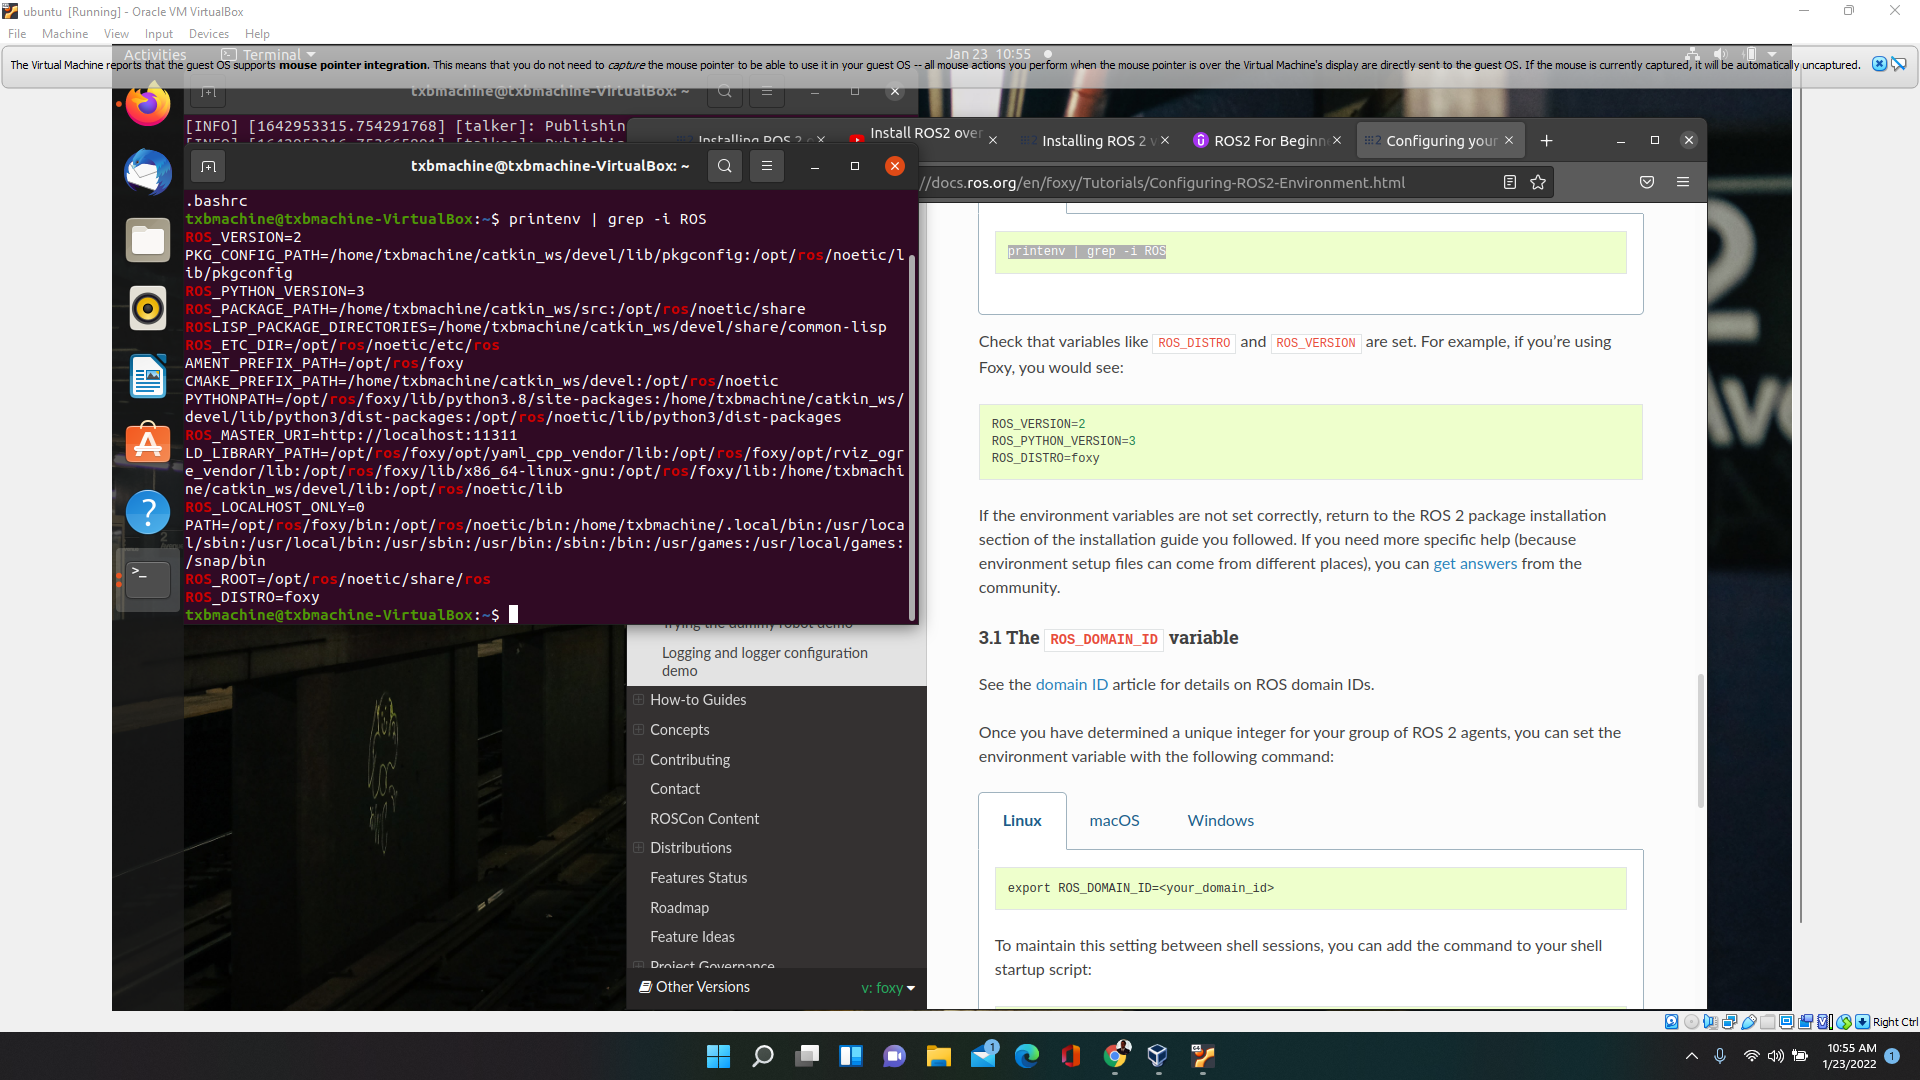 ubuntu [Running] - Oracle VM VirtualBox
File Machine View Input Devices Help
Activities Terminal Jan 23 10:55
The Virtual Machine reports that the guest OS supports mouse pointer integration. This means that you do not need to capture the mouse pointer to be able to use it in your guest OS -- all mouse actions you perform when the mouse pointer is over the Virtual Machine's display are directly sent to the guest OS. If the mouse is currently captured, it will be automatically uncaptured.
txbmachine@txbmachine-VirtualBox: ~
[INFO] [1642953315.754291768] [talker]: Publishin
txbmachine@txbmachine-VirtualBox: ~
.bashrc
txbmachine@txbmachine-VirtualBox:~$ printenv | grep -i ROS
ROS_VERSION=2
PKG_CONFIG_PATH=/home/txbmachine/catkin_ws/devel/lib/pkgconfig:/opt/ros/noetic/l
ib/pkgconfig
ROS_PYTHON_VERSION=3
ROS_PACKAGE_PATH=/home/txbmachine/catkin_ws/src:/opt/ros/noetic/share
ROSLISP_PACKAGE_DIRECTORIES=/home/txbmachine/catkin_ws/devel/share/common-lisp
ROS_ETC_DIR=/opt/ros/noetic/etc/ros
AMENT_PREFIX_PATH=/opt/ros/foxy
CMAKE_PREFIX_PATH=/home/txbmachine/catkin_ws/devel:/opt/ros/noetic
PYTHONPATH=/opt/ros/foxy/lib/python3.8/site-packages:/home/txbmachine/catkin_ws/
devel/lib/python3/dist-packages:/opt/ros/noetic/lib/python3/dist-packages
ROS_MASTER_URI=http://localhost:11311
LD_LIBRARY_PATH=/opt/ros/foxy/opt/yaml_cpp_vendor/lib:/opt/ros/foxy/opt/rviz_ogr
e_vendor/lib:/opt/ros/foxy/lib/x86_64-linux-gnu:/opt/ros/foxy/lib:/home/txbmachi
ne/catkin_ws/devel/lib:/opt/ros/noetic/lib
ROS_LOCALHOST_ONLY=0
PATH=/opt/ros/foxy/bin:/opt/ros/noetic/bin:/home/txbmachine/.local/bin:/usr/loca
l/sbin:/usr/local/bin:/usr/sbin:/usr/bin:/sbin:/bin:/usr/games:/usr/local/games:
/snap/bin
ROS_ROOT=/opt/ros/noetic/share/ros
ROS_DISTRO=foxy
txbmachine@txbmachine-VirtualBox:~$
Installing ROS 2 Install ROS2 over Installing ROS 2 v ROS2 For Beginn Configuring your
//docs.ros.org/en/foxy/Tutorials/Configuring-ROS2-Environment.html
printenv | grep -i ROS
Check that variables like ROS_DISTRO and ROS_VERSION are set. For example, if you’re using
Foxy, you would see:
ROS_VERSION=2
ROS_PYTHON_VERSION=3
ROS_DISTRO=foxy
If the environment variables are not set correctly, return to the ROS 2 package installation
section of the installation guide you followed. If you need more specific help (because
environment setup files can come from different places), you can get answers from the
community.
3.1 The ROS_DOMAIN_ID variable
See the domain ID article for details on ROS domain IDs.
Once you have determined a unique integer for your group of ROS 2 agents, you can set the
environment variable with the following command:
Linux macOS Windows
export ROS_DOMAIN_ID=<your_domain_id>
To maintain this setting between shell sessions, you can add the command to your shell
startup script:
Trying the dummy robot demo
Logging and logger configuration
demo
How-to Guides
Concepts
Contributing
Contact
ROSCon Content
Distributions
Features Status
Roadmap
Feature Ideas
Project Governance
Other Versions v: foxy
Right Ctrl
1
10:55 AM
1/23/2022
1